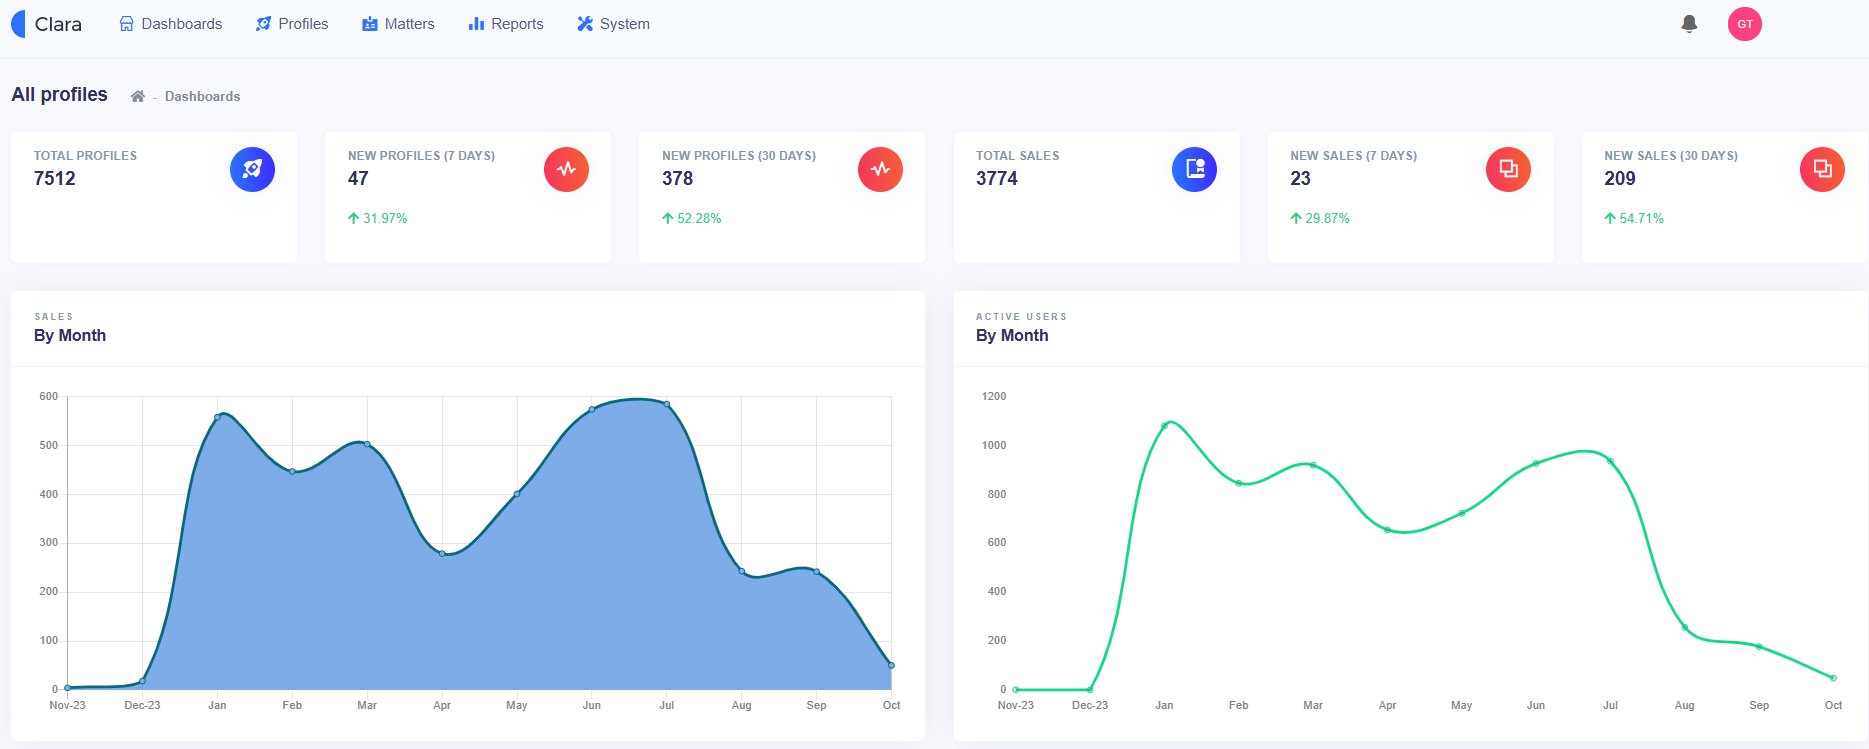 Clara Dashboards Profiles Matters Reports System GT
All profiles - Dashboards
TOTAL PROFILES
7512
NEW PROFILES (7 DAYS)
47
31.97%
NEW PROFILES (30 DAYS)
378
52.28%
TOTAL SALES
3774
NEW SALES (7 DAYS)
23
29.87%
NEW SALES (30 DAYS)
209
54.71%
SALES
By Month
600
500
400
300
200
100
0
Nov-23 Dec-23 Jan Feb Mar Apr May Jun Jul Aug Sep Oct
ACTIVE USERS
By Month
1200
1000
800
600
400
200
0
Nov-23 Dec-23 Jan Feb Mar Apr May Jun Jul Aug Sep Oct